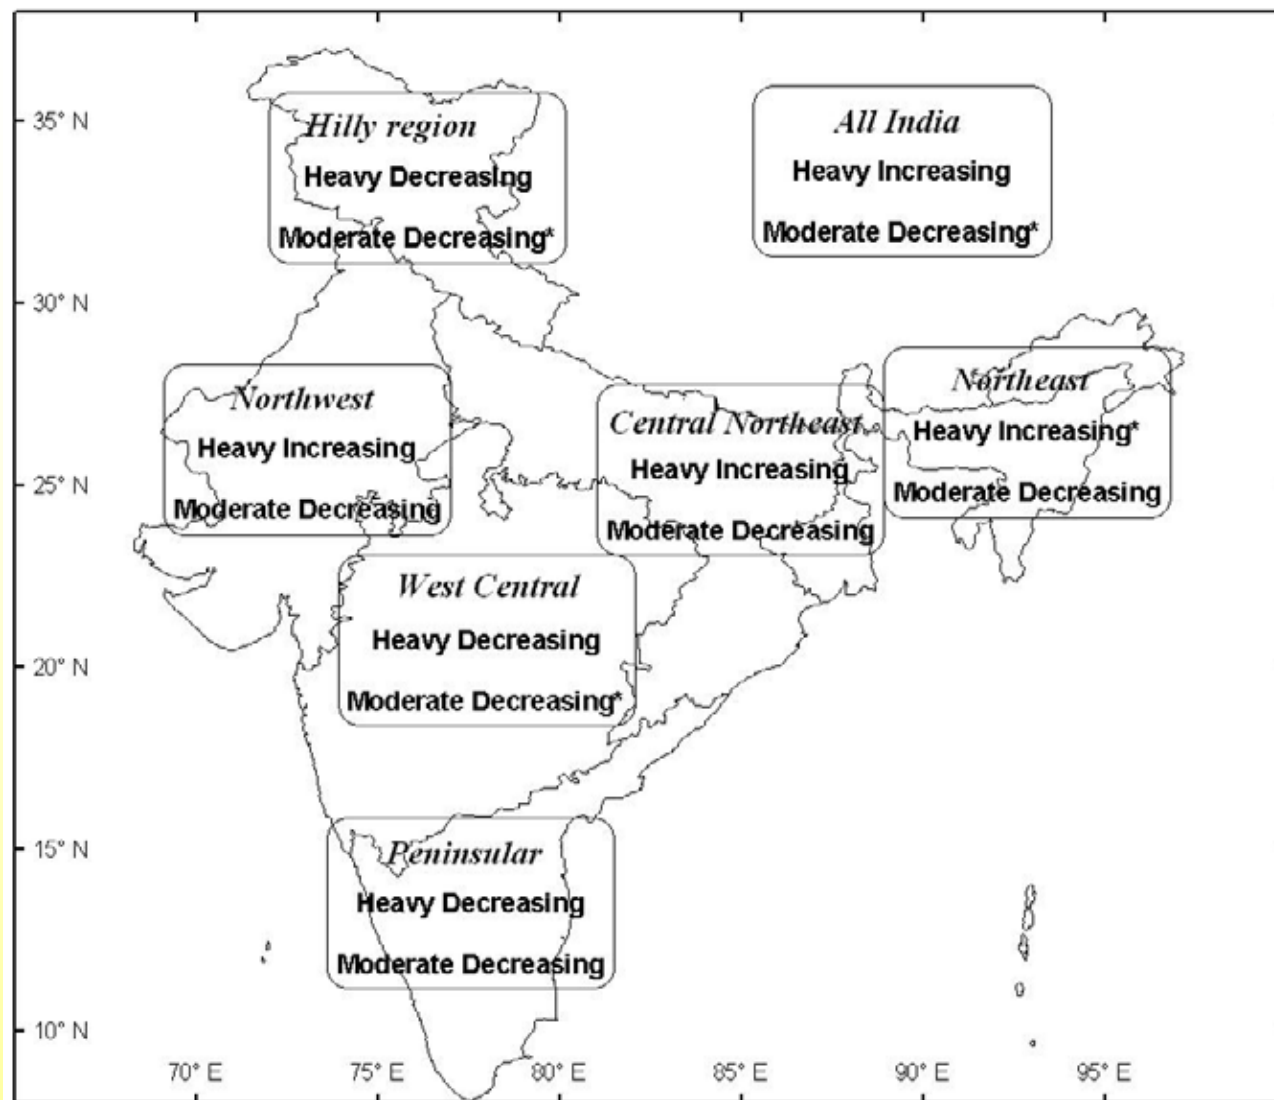 35° N
Hilly region
Heavy Decreasing
Moderate Decreasing*
All India
Heavy Increasing
Moderate Decreasing*
30° N
Northwest
Heavy Increasing
Moderate Decreasing
Central Northeast
Heavy Increasing
Moderate Decreasing
Northeast
Heavy Increasing*
Moderate Decreasing
25° N
West Central
Heavy Decreasing
Moderate Decreasing*
20° N
15° N
Peninsular
Heavy Decreasing
Moderate Decreasing
10° N
70° E 75° E 80° E 85° E 90° E 95° E